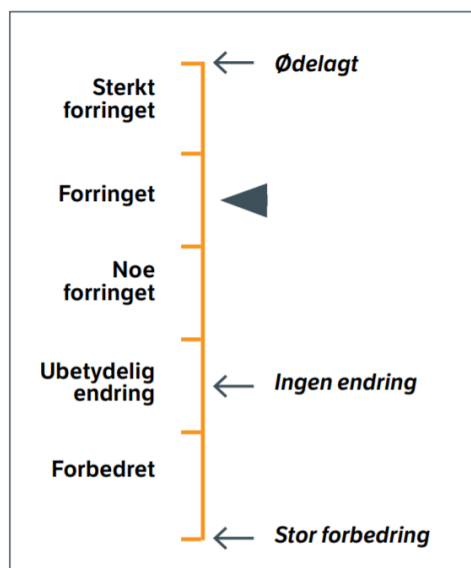 Ødelagt
Sterkt
forringet
Forringet
Noe
forringet
Ubetydelig
endring
Ingen endring
Forbedret
Stor forbedring